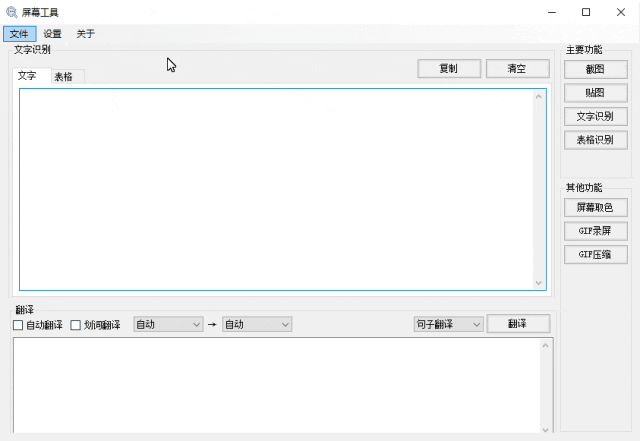 屏幕工具
文件 设置 关于
文字识别
复制 清空
文字 表格
主要功能
截图
贴图
文字识别
表格识别
其他功能
屏幕取色
GIF录屏
GIF压缩
翻译
自动翻译 划词翻译 自动 → 自动 句子翻译 翻译